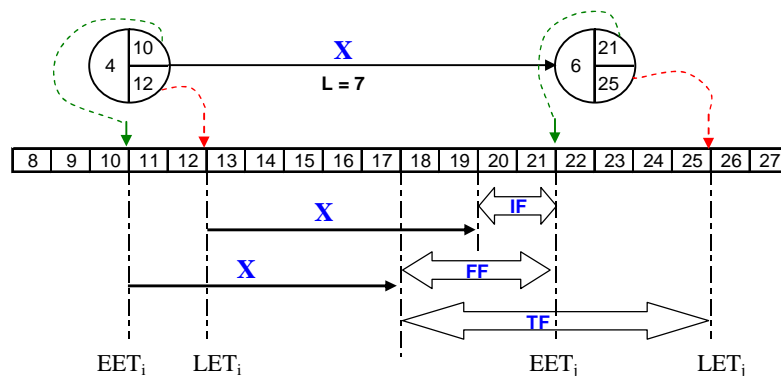 X
10 21
4 6
12 L = 7 25
8 9 10 11 12 13 14 15 16 17 18 19 20 21 22 23 24 25 26 27
X IF
X FF
TF
EETi LETi EETj LETj